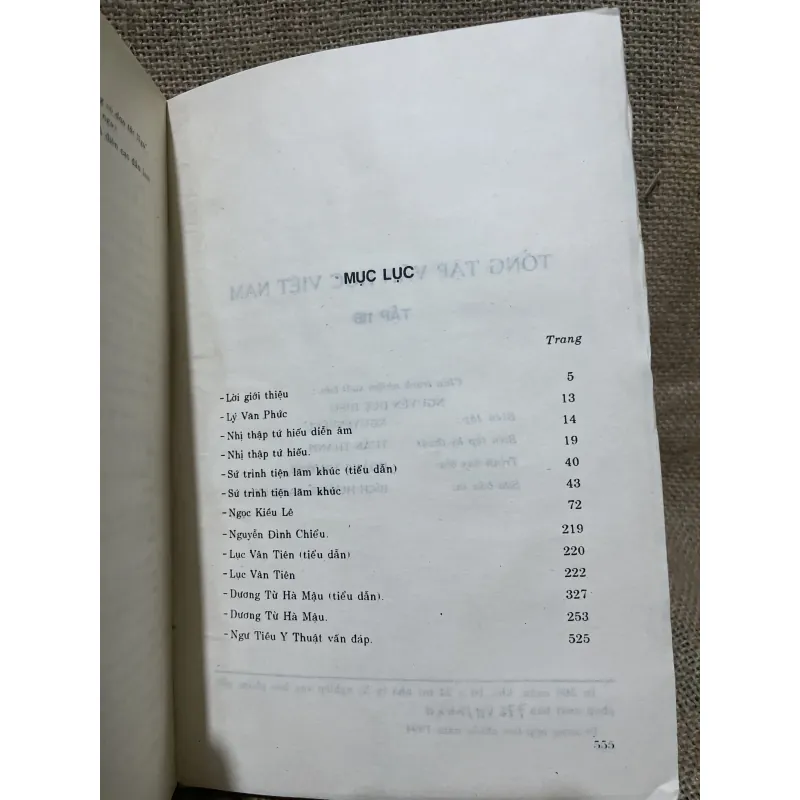 MỤC LỤC
Trang
- Lời giới thiệu 5
- Lý Văn Phức 13
- Nhị thập tứ hiếu diễn âm 14
- Nhị thập tứ hiếu. 19
- Sứ trình tiện lãm khúc (tiểu dẫn) 40
- Sứ trình tiện lãm khúc 43
- Ngọc Kiều Lê 72
- Nguyễn Đình Chiểu. 219
- Lục Vân Tiên (tiểu dẫn) 220
- Lục Vân Tiên 222
- Dương Từ Hà Mậu (tiểu dẫn). 327
- Dương Từ Hà Mậu. 253
- Ngư Tiều Y Thuật vấn đáp. 525
555